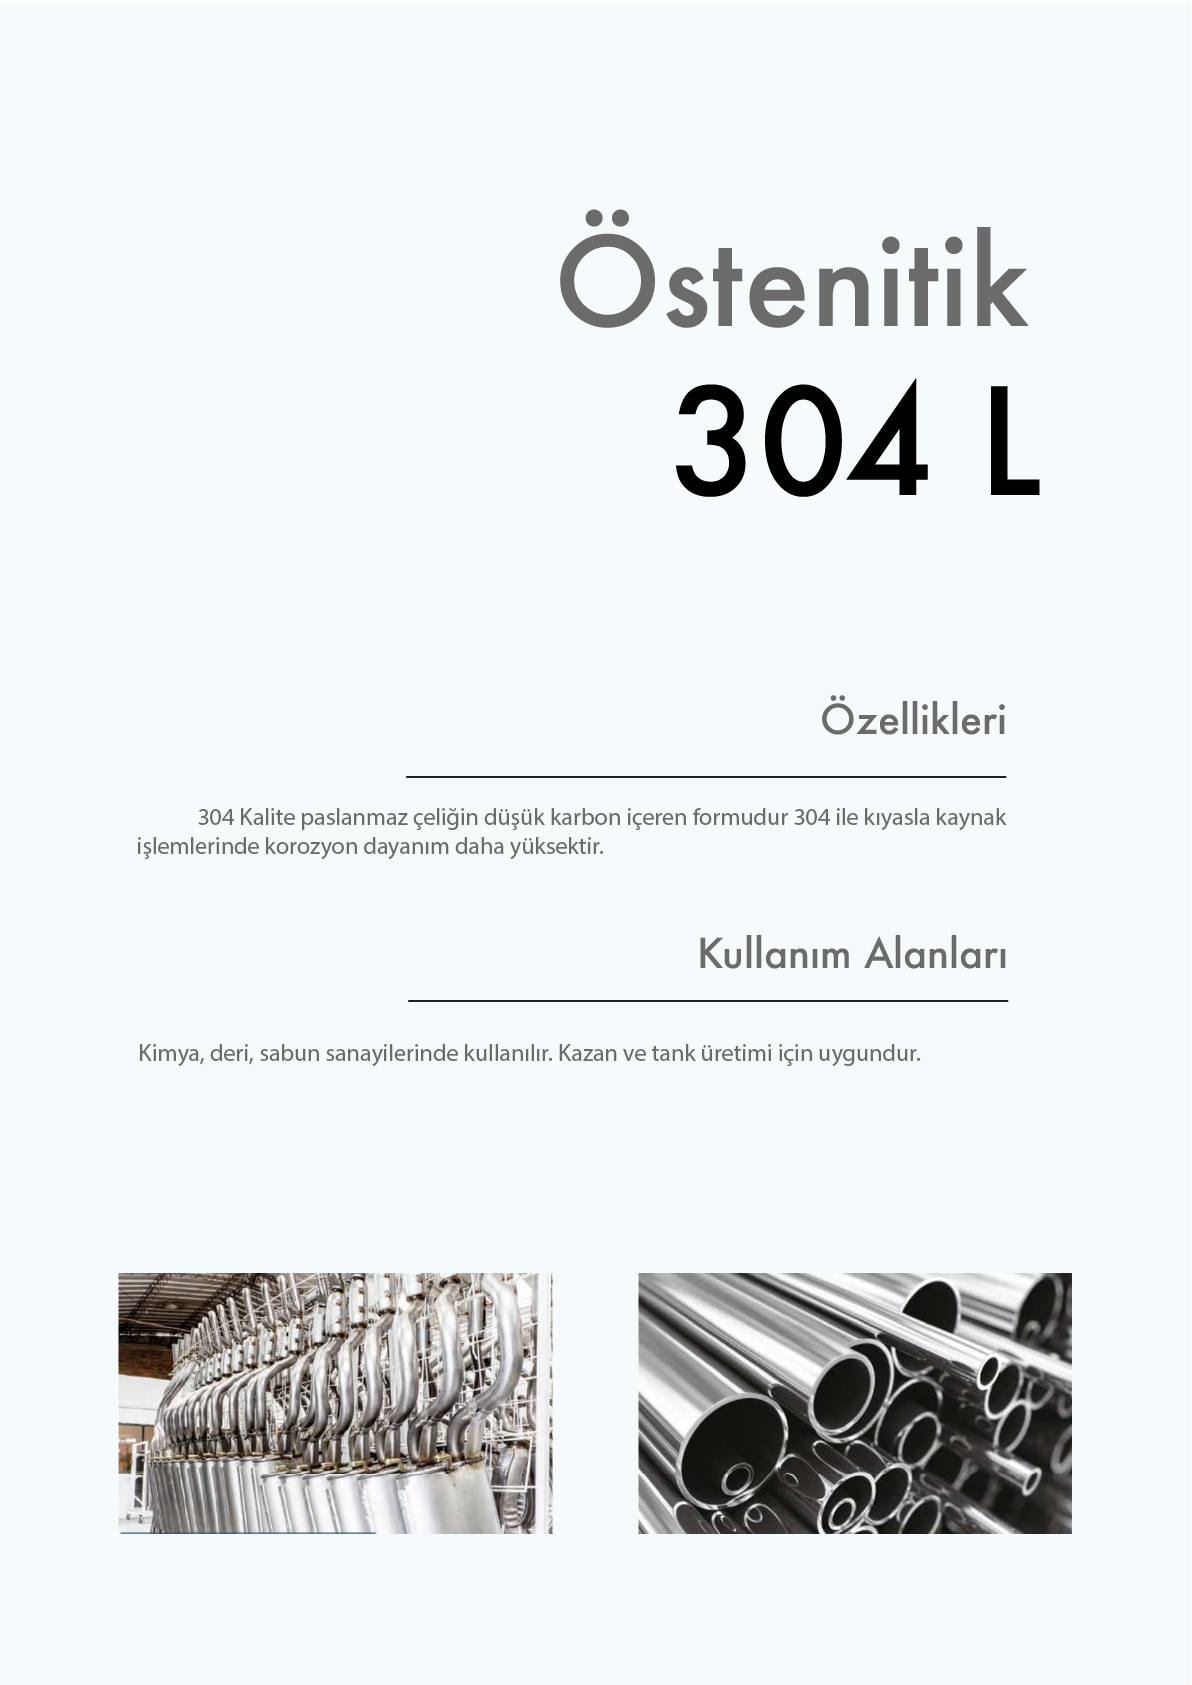 Östenitik
304 L
Özellikleri
304 Kalite paslanmaz çeliğin düşük karbon içeren formudur 304 ile kıyasla kaynak
işlemlerinde korozyon dayanım daha yüksektir.
Kullanım Alanları
Kimya, deri, sabun sanayilerinde kullanılır. Kazan ve tank üretimi için uygundur.